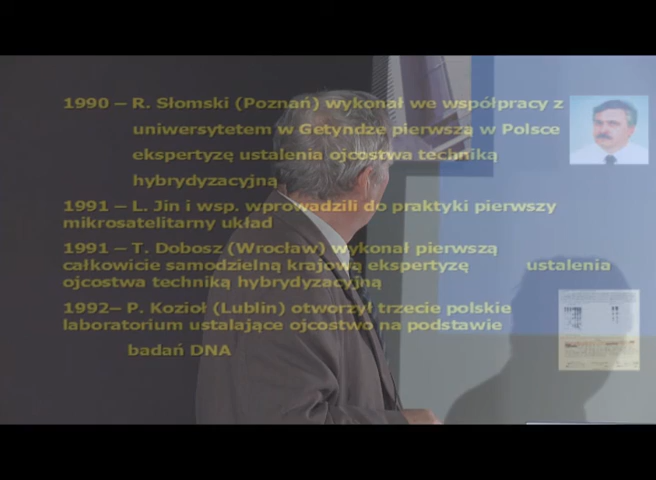 1990 – R. Słomski (Poznań) wykonał we współpracy z
uniwersytetem w Getyndze pierwszą w Polsce
ekspertyzę ustalenia ojcostwa techniką
hybrydyzacyjną
1991 – L. Jin i wsp. wprowadzili do praktyki pierwszy
mikrosatelitarny układ
1991 – T. Dobosz (Wrocław) wykonał pierwszą
całkowicie samodzielną krajową ekspertyzę ustalenia
ojcostwa techniką hybrydyzacyjną
1992– P. Kozioł (Lublin) otworzył trzecie polskie
laboratorium ustalające ojcostwo na podstawie
badań DNA